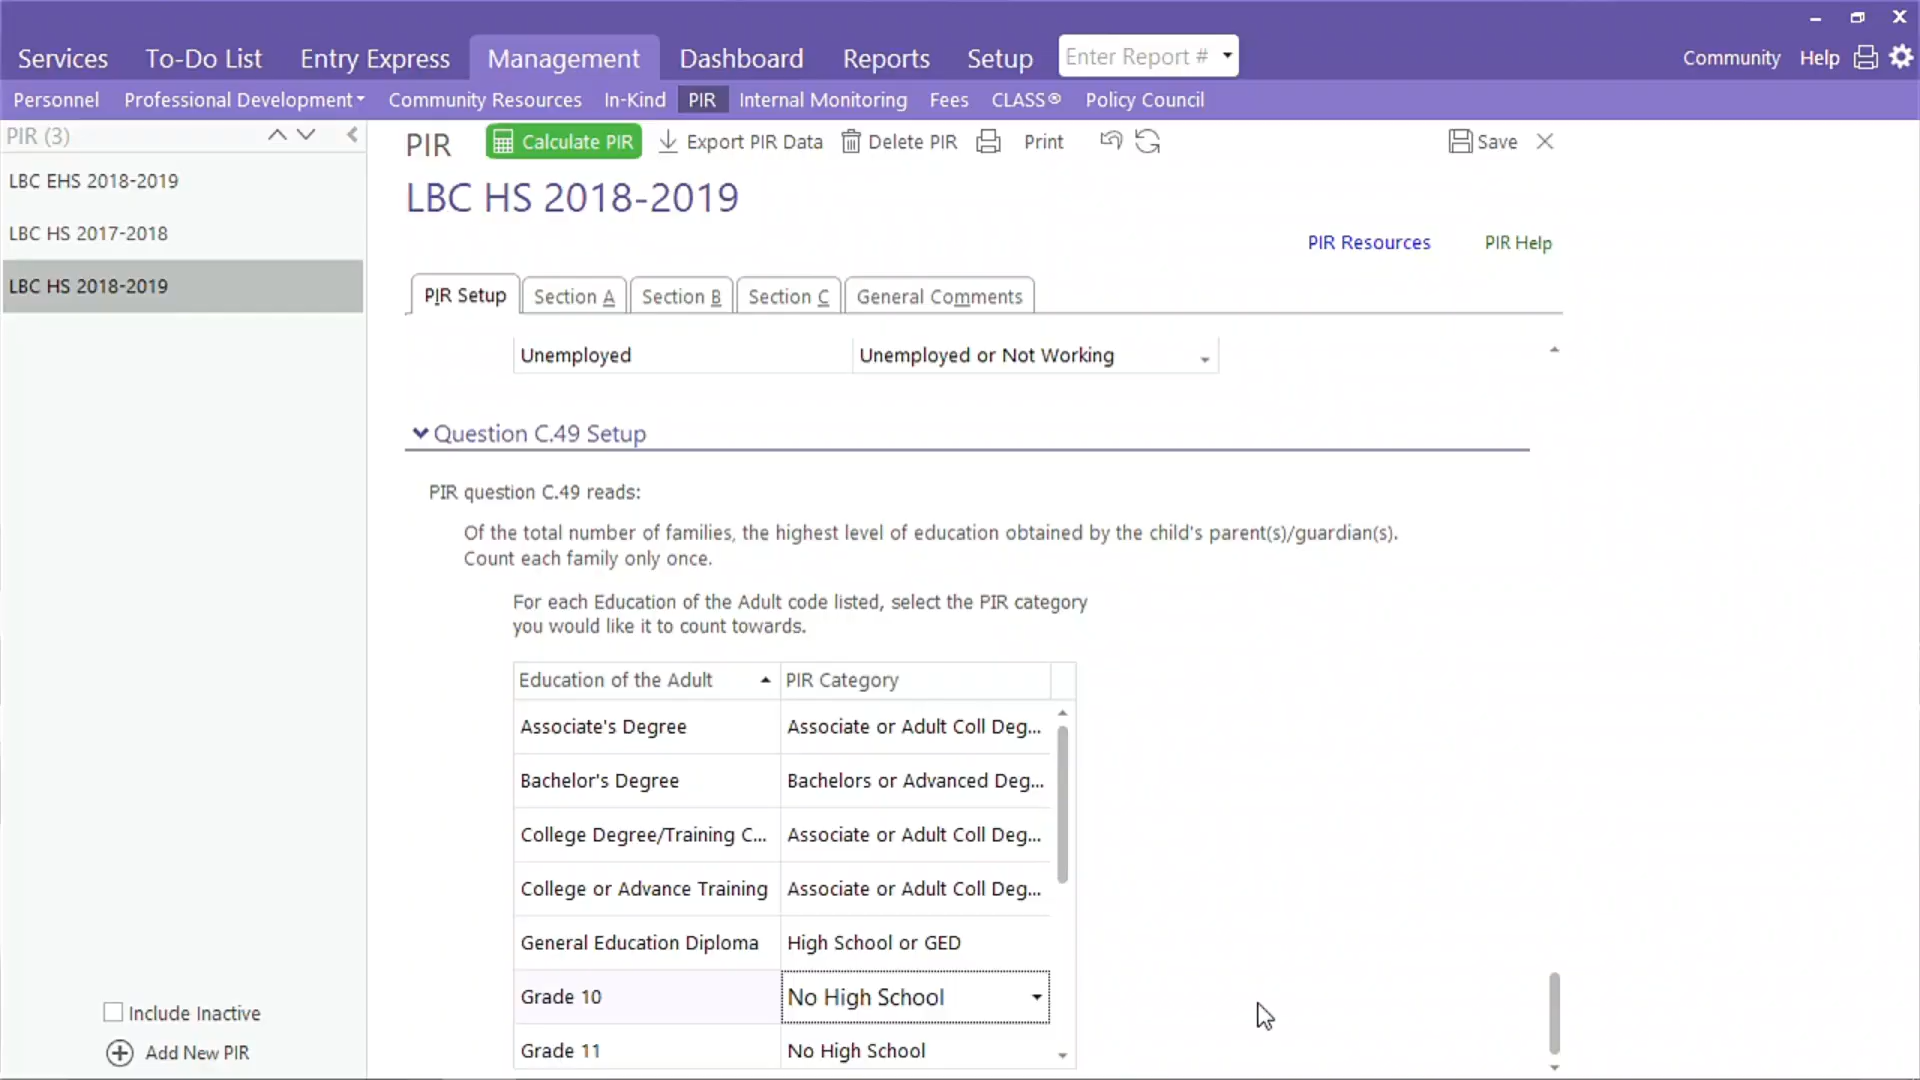 Services To-Do List Entry Express Management Dashboard Reports Setup Enter Report # Community Help
Personnel Professional Development Community Resources In-Kind PIR Internal Monitoring Fees CLASS® Policy Council
PIR (3)
LBC EHS 2018-2019
LBC HS 2017-2018
LBC HS 2018-2019
Include Inactive
Add New PIR
PIR Calculate PIR Export PIR Data Delete PIR Print Save
LBC HS 2018-2019
PIR Resources PIR Help
PIR Setup Section A Section B Section C General Comments
Unemployed Unemployed or Not Working
Question C.49 Setup
PIR question C.49 reads:
Of the total number of families, the highest level of education obtained by the child's parent(s)/guardian(s).
Count each family only once.
For each Education of the Adult code listed, select the PIR category
you would like it to count towards.
Education of the Adult PIR Category
Associate's Degree Associate or Adult Coll Deg...
Bachelor's Degree Bachelors or Advanced Deg...
College Degree/Training C... Associate or Adult Coll Deg...
College or Advance Training Associate or Adult Coll Deg...
General Education Diploma High School or GED
Grade 10 No High School
Grade 11 No High School